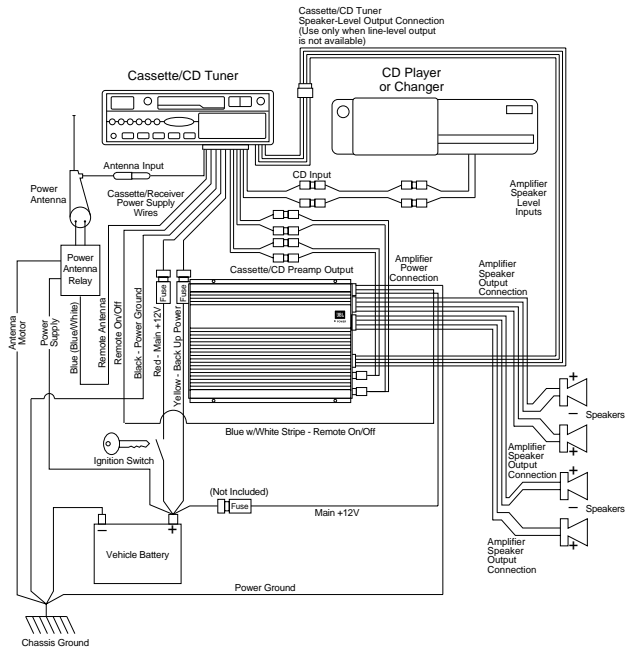 Cassette/CD Tuner
Speaker-Level Output Connection
(Use only when line-level output
is not available)
Cassette/CD Tuner
CD Player
or Changer
Antenna Input
CD Input
Power
Antenna
Cassette/Receiver
Power Supply
Wires
Amplifier
Speaker
Level
Inputs
Power
Antenna
Relay
Cassette/CD Preamp Output
Amplifier
Power
Connection
Amplifier
Speaker
Output
Connection
Antenna
Motor
Power
Supply
Blue (Blue/White)
Remote Antenna
Remote On/Off
Black - Power Ground
Red - Main +12V
Fuse
Yellow - Back Up Power
Fuse
JBL
+
Speakers
+
Blue w/White Stripe - Remote On/Off
Ignition Switch
Amplifier
Speaker
Output
Connection
+
Speakers
+
(Not Included)
Fuse
Main +12V
Vehicle Battery
Amplifier
Speaker
Output
Connection
Power Ground
Chassis Ground